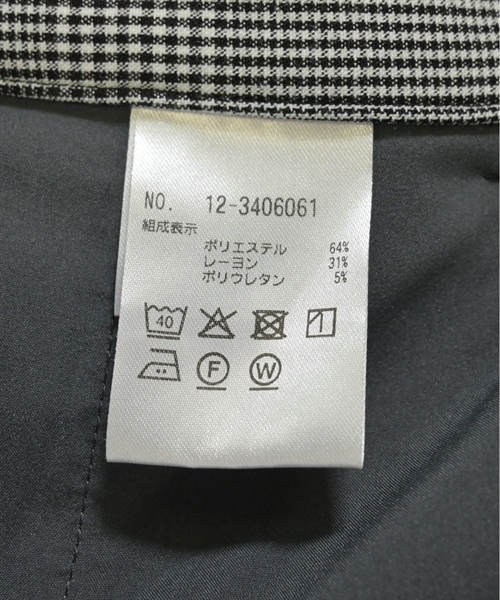 NO. 12-3406061
組成表示
ポリエステル 64%
レーヨン 31%
ポリウレタン 5%
40
F W